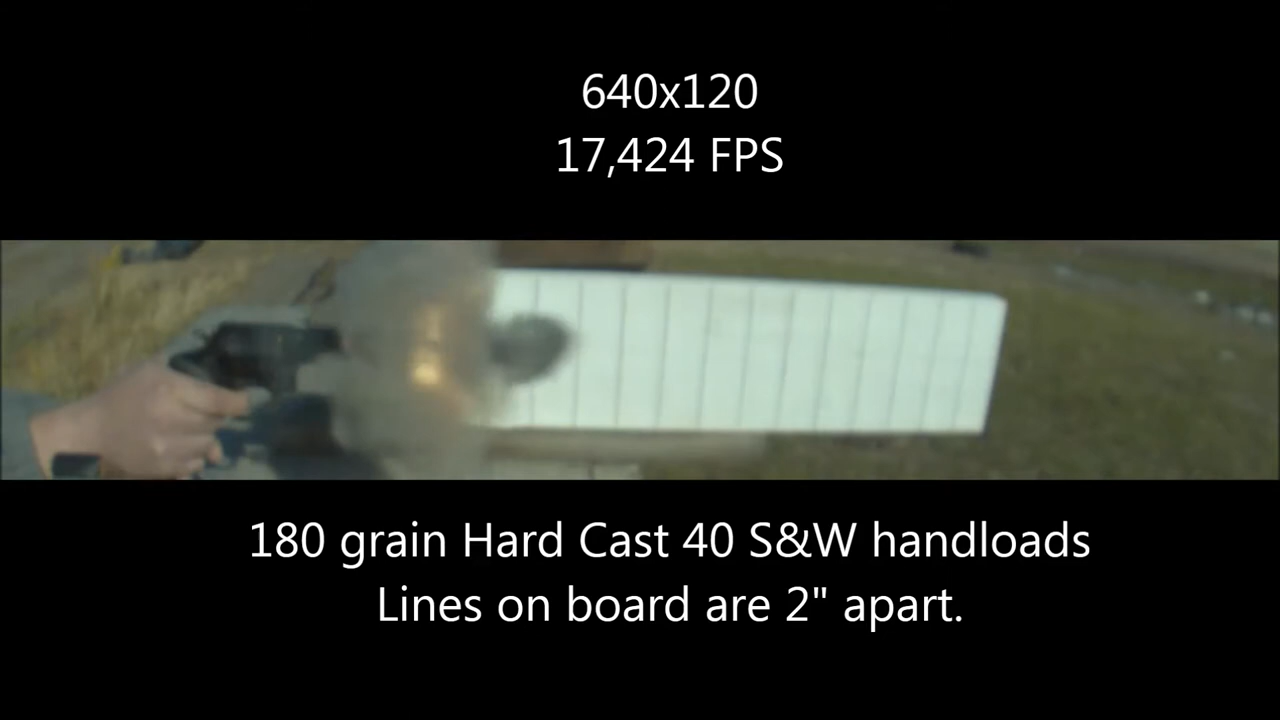 640x120
17,424 FPS
180 grain Hard Cast 40 S&W handloads
Lines on board are 2" apart.